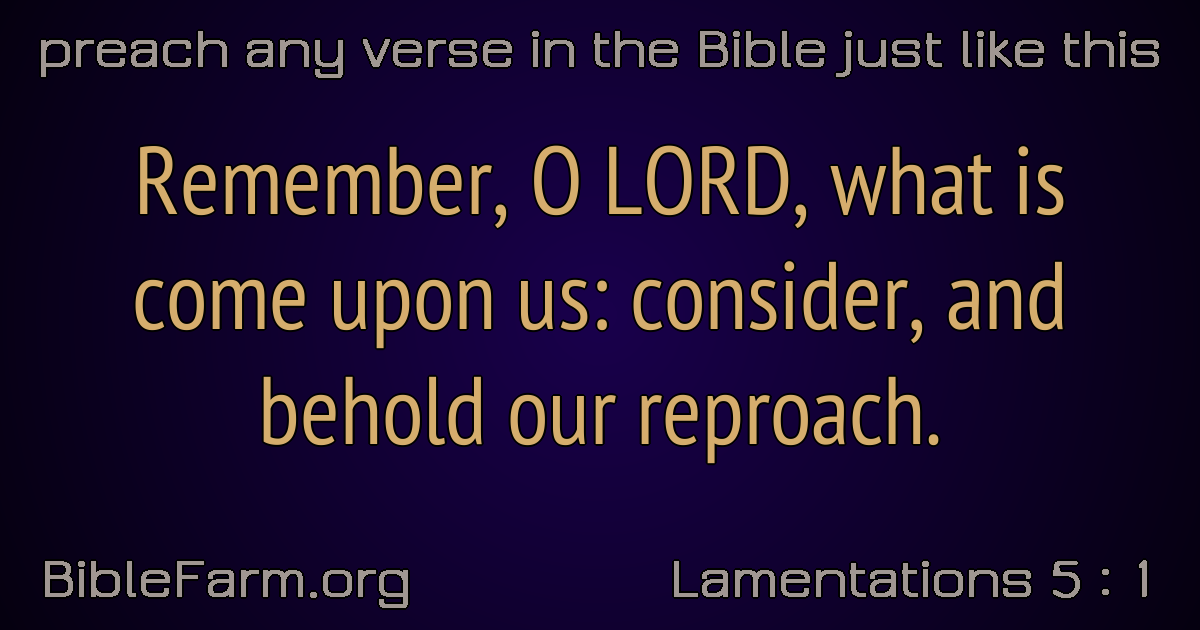 preach any verse in the Bible just like this
Remember, O LORD, what is
come upon us: consider, and
behold our reproach.
BibleFarm.org
Lamentations 5 : 1